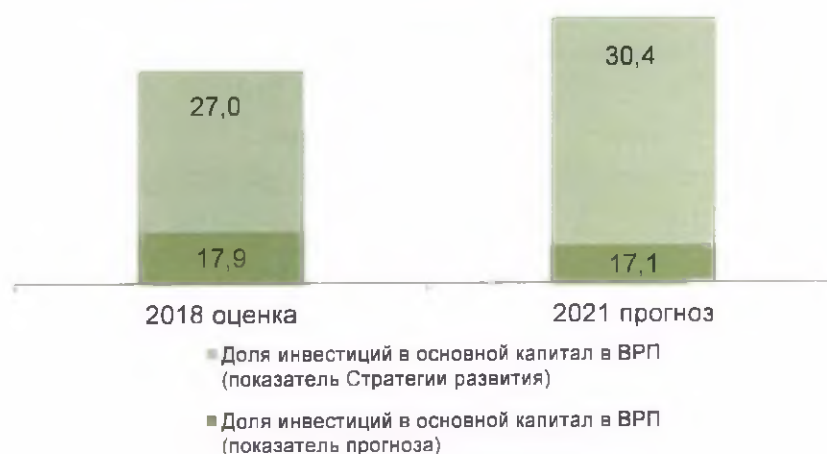 30,4
27,0
17,9
17,1
2018 оценка
2021 прогноз
Доля инвестиций в основной капитал в ВРП
(показатель Стратегии развития)
Доля инвестиций в основной капитал в ВРП
(показатель прогноза)